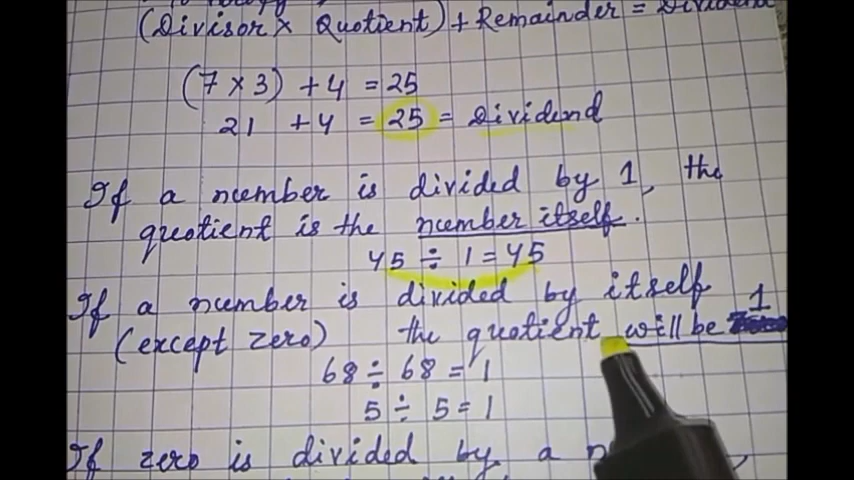 (Divisor × Quotient) + Remainder = Dividend
(7 × 3) + 4 = 25
21 + 4 = 25 = Dividend
If a number is divided by 1, the
quotient is the number itself.
45 ÷ 1 = 45
If a number is divided by itself
(except zero) the quotient will be 1
68 ÷ 68 = 1
5 ÷ 5 = 1
If zero is divided by a